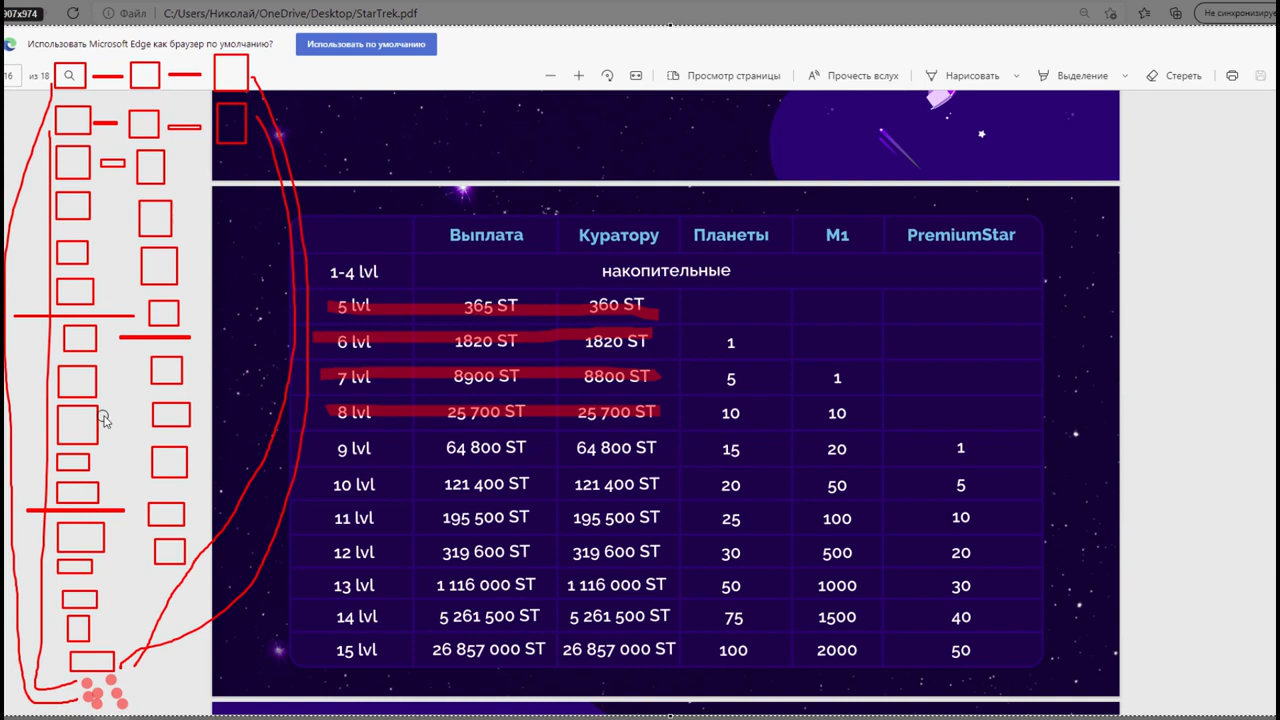 907x974
Файл C:/Users/Николай/OneDrive/Desktop/StarTrek.pdf
Не синхронизируе
Использовать Microsoft Edge как браузер по умолчанию? Использовать по умолчанию
16 из 18 Просмотр страницы Прочесть вслух Нарисовать Выделение Стереть
Выплата Куратору Планеты M1 PremiumStar
1-4 lvl накопительные
5 lvl 365 ST 360 ST
6 lvl 1820 ST 1820 ST 1
7 lvl 8900 ST 8800 ST 5 1
8 lvl 25 700 ST 25 700 ST 10 10
9 lvl 64 800 ST 64 800 ST 15 20 1
10 lvl 121 400 ST 121 400 ST 20 50 5
11 lvl 195 500 ST 195 500 ST 25 100 10
12 lvl 319 600 ST 319 600 ST 30 500 20
13 lvl 1 116 000 ST 1 116 000 ST 50 1000 30
14 lvl 5 261 500 ST 5 261 500 ST 75 1500 40
15 lvl 26 857 000 ST 26 857 000 ST 100 2000 50